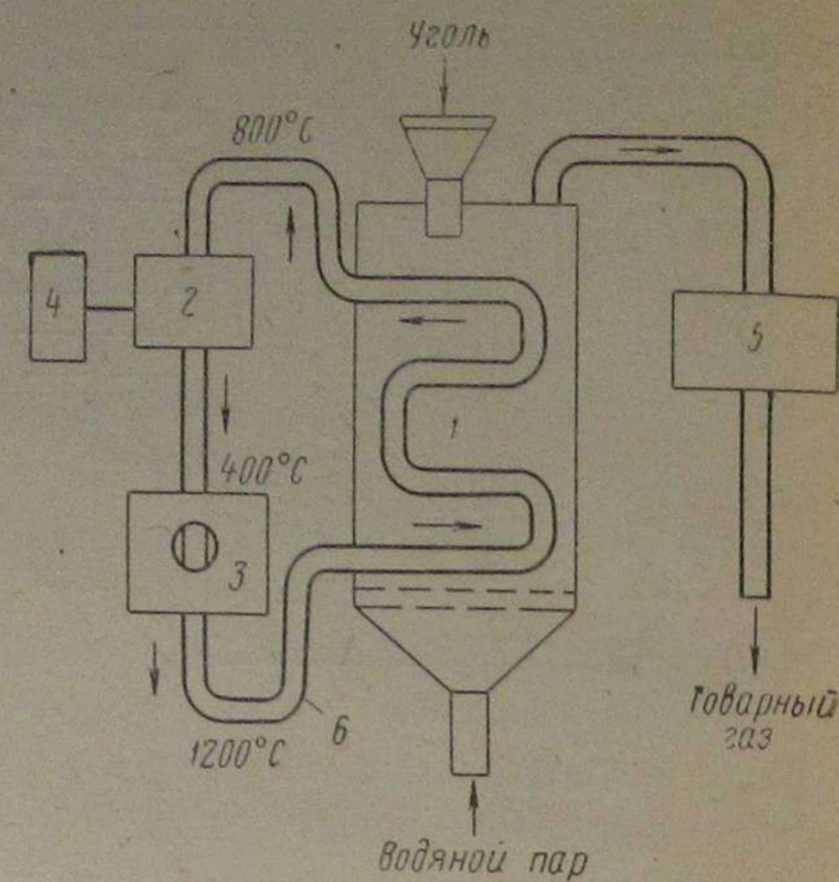 Уголь
800°С
4
2
5
1
400°С
3
6
1200°С
Товарный
газ
Водяной пар